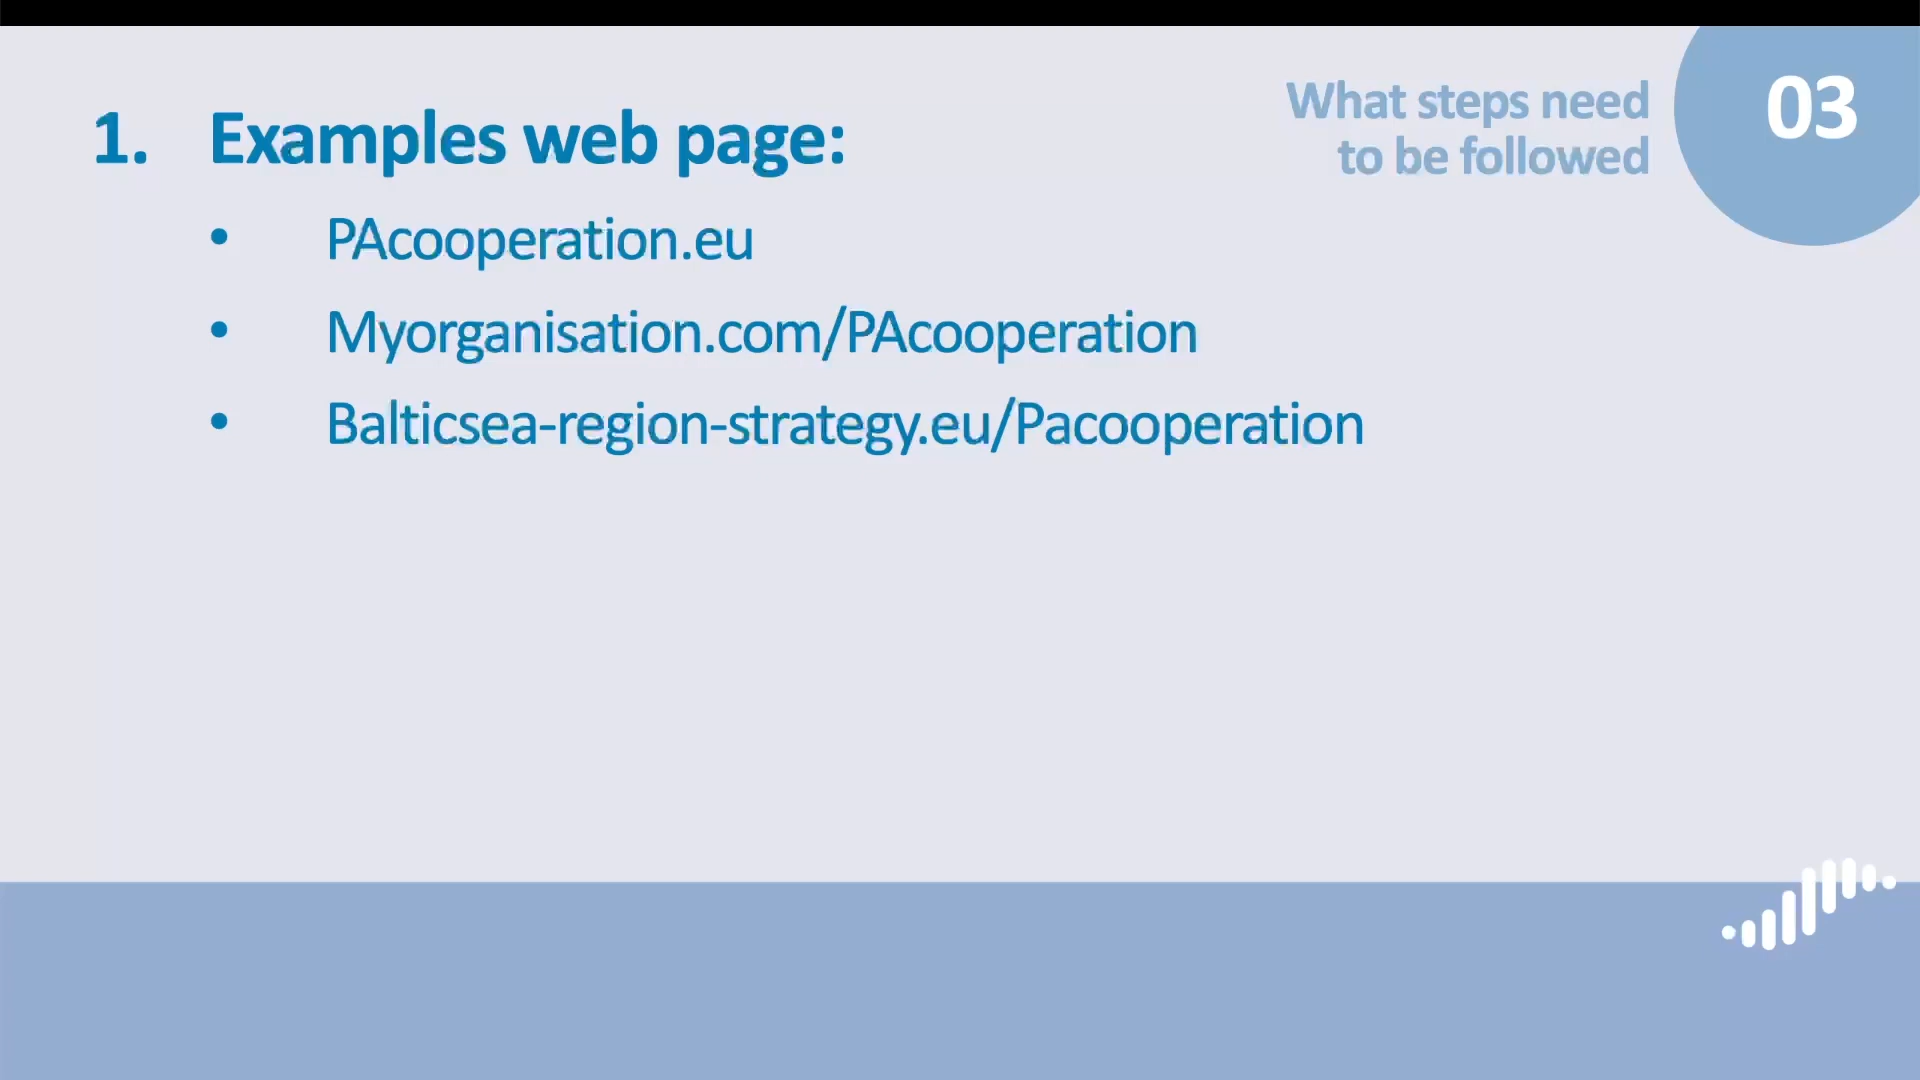 What steps need
to be followed
03
1. Examples web page:
• PAcooperation.eu
• Myorganisation.com/PAcooperation
• Balticsea-region-strategy.eu/Pacooperation